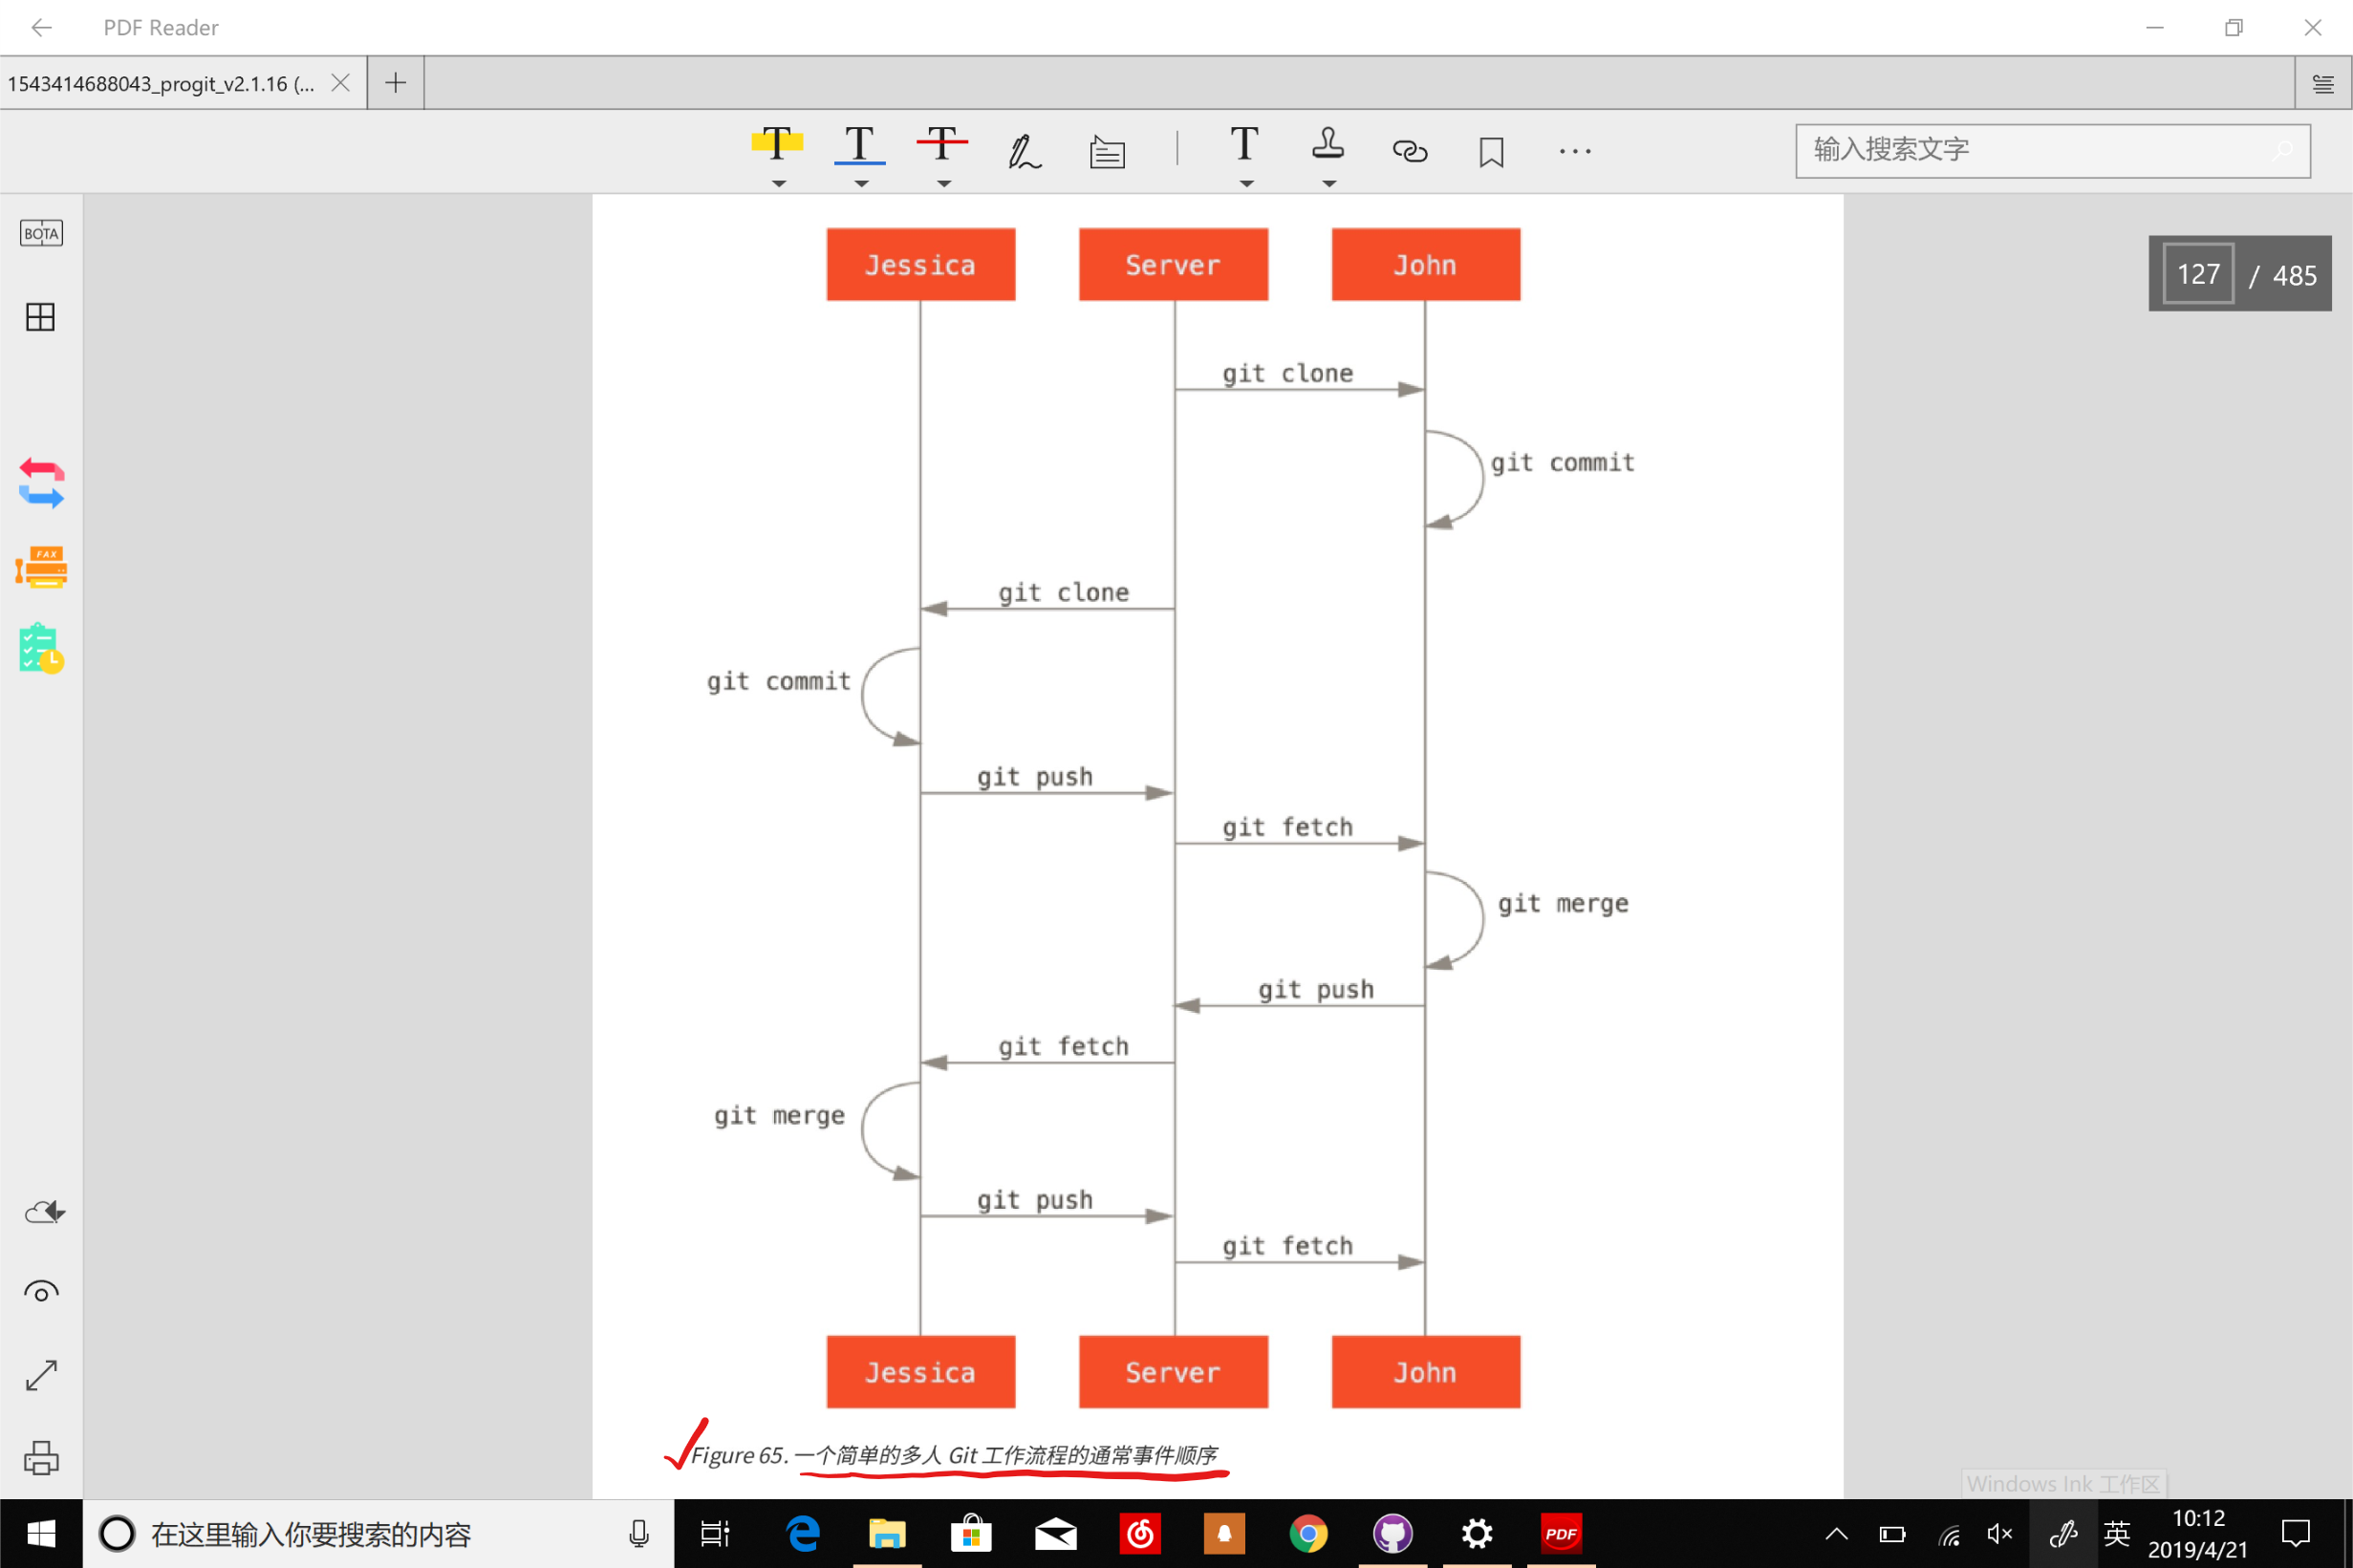 PDF Reader
1543414688043_progit_v2.1.16 (...
T T T T ...
输入搜索文字
BOTA
127 / 485
Jessica Server John
git clone
git commit
git clone
git commit
git push
git fetch
git merge
git push
git fetch
git merge
git push
git fetch
Jessica Server John
Figure 65. 一个简单的多人 Git 工作流程的通常事件顺序
FAX
Windows Ink 工作区
在这里输入你要搜索的内容
PDF
英
10:12
2019/4/21